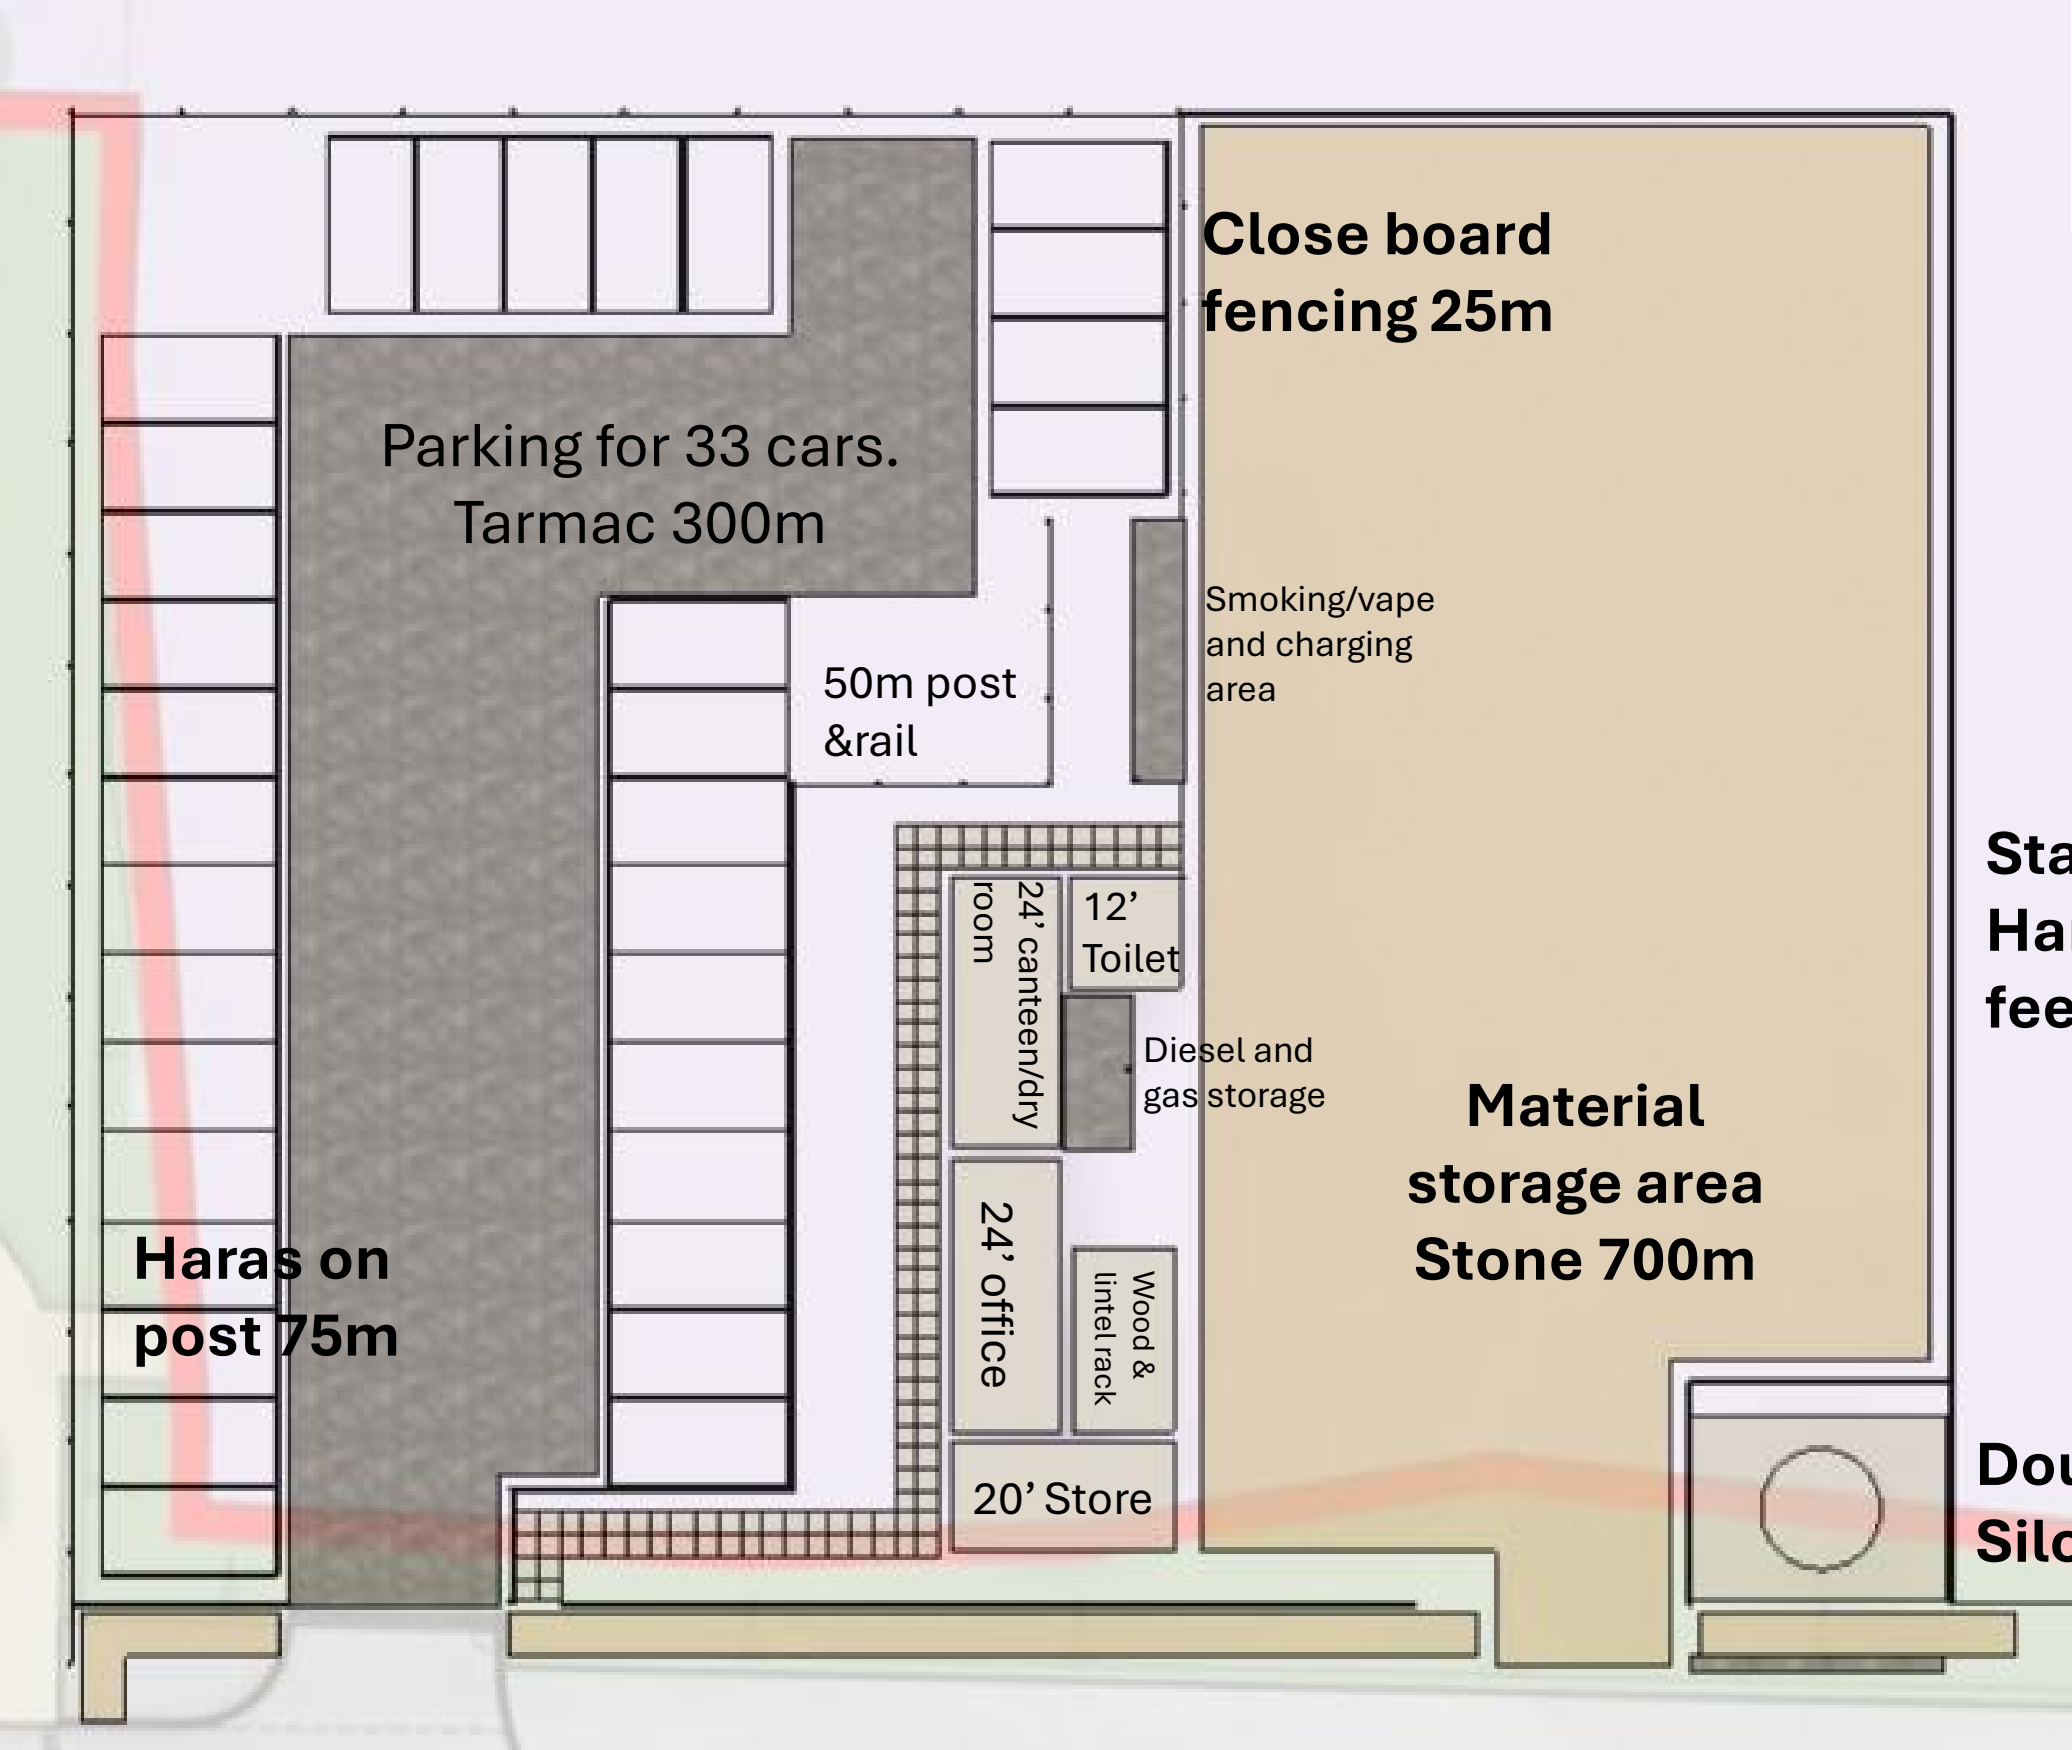 Close board
fencing 25m
Parking for 33 cars.
Tarmac 300m
Smoking/vape
and charging
area
50m post
&rail
24’ canteen/dry
room
12’
Toilet
Diesel and
gas storage
Material
storage area
Stone 700m
24’ office
Wood &
lintel rack
Haras on
post 75m
20’ Store